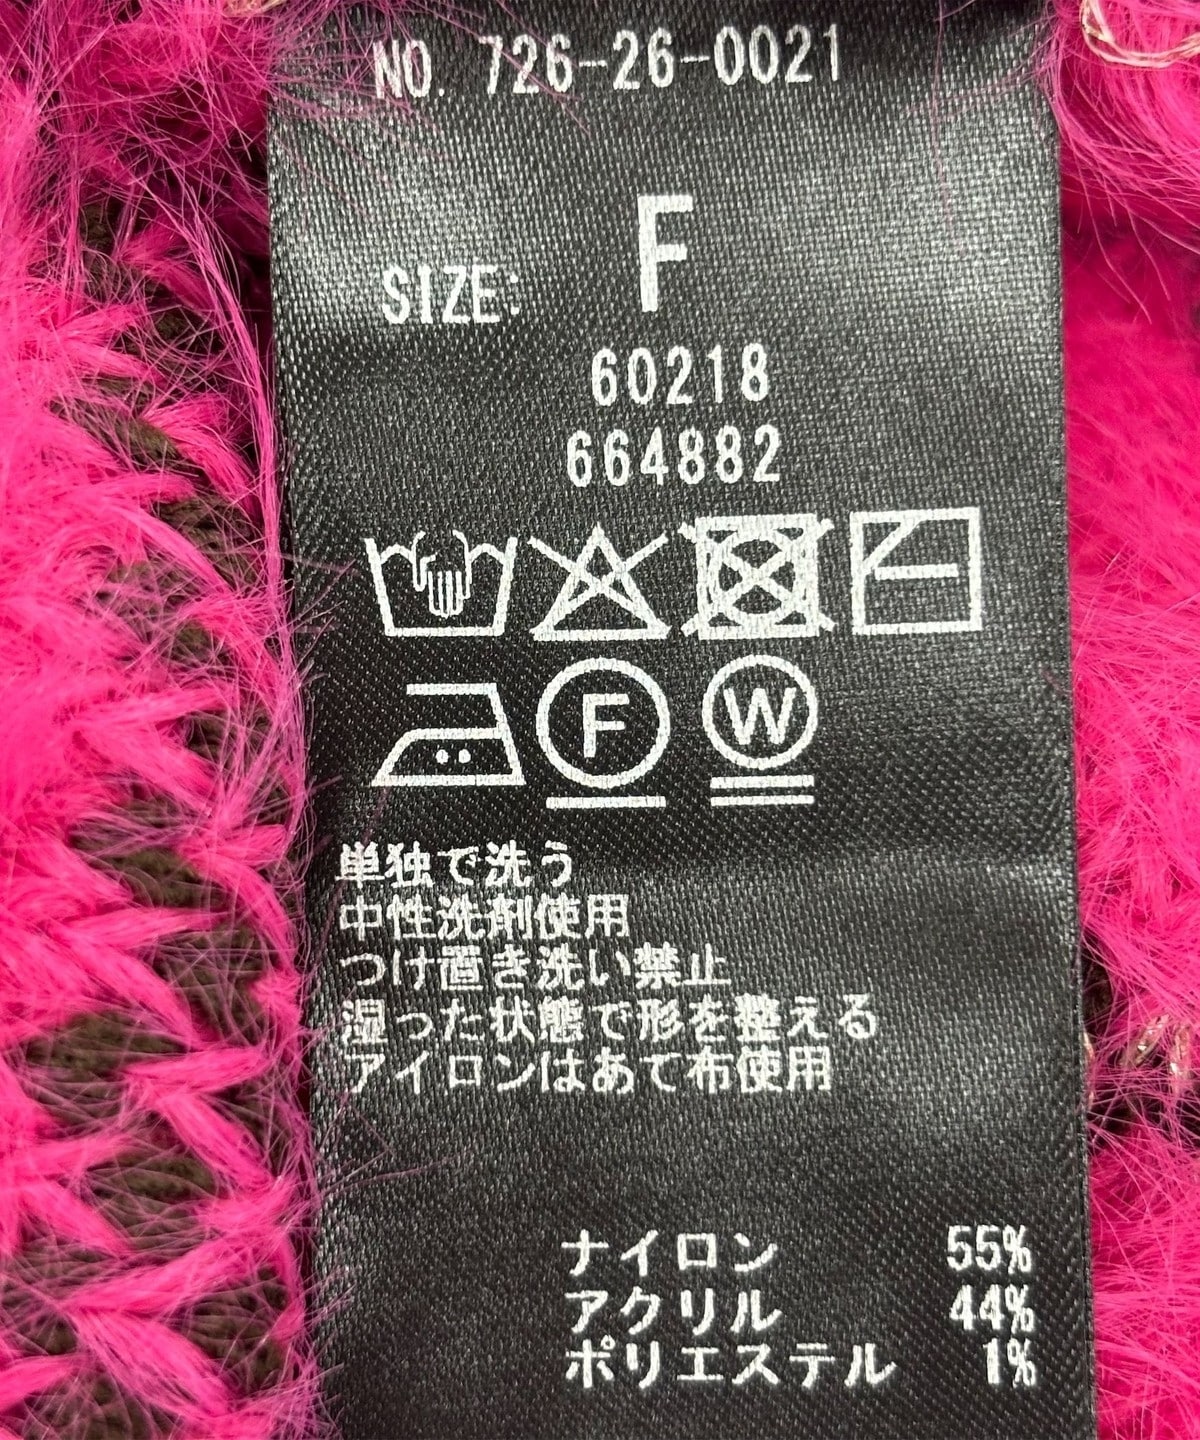 NO. 726-26-0021
SIZE: F
60218
664882
F W
単独で洗う
中性洗剤使用
つけ置き洗い禁止
湿った状態で形を整える
アイロンはあて布使用
ナイロン 55%
アクリル 44%
ポリエステル 1%